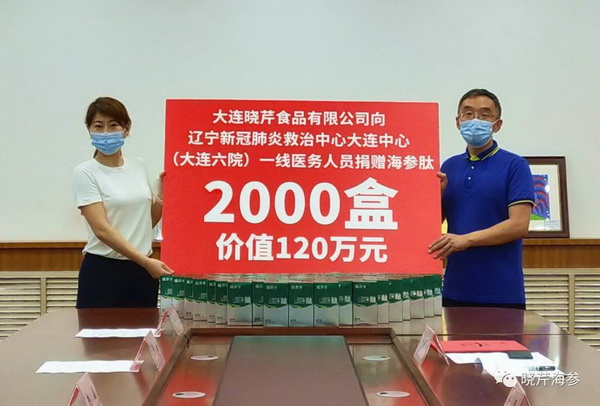 大连晓芹食品有限公司向
辽宁新冠肺炎救治中心大连中心
（大连六院）一线医务人员捐赠海参肽
2000盒
价值120万元
晓芹海参